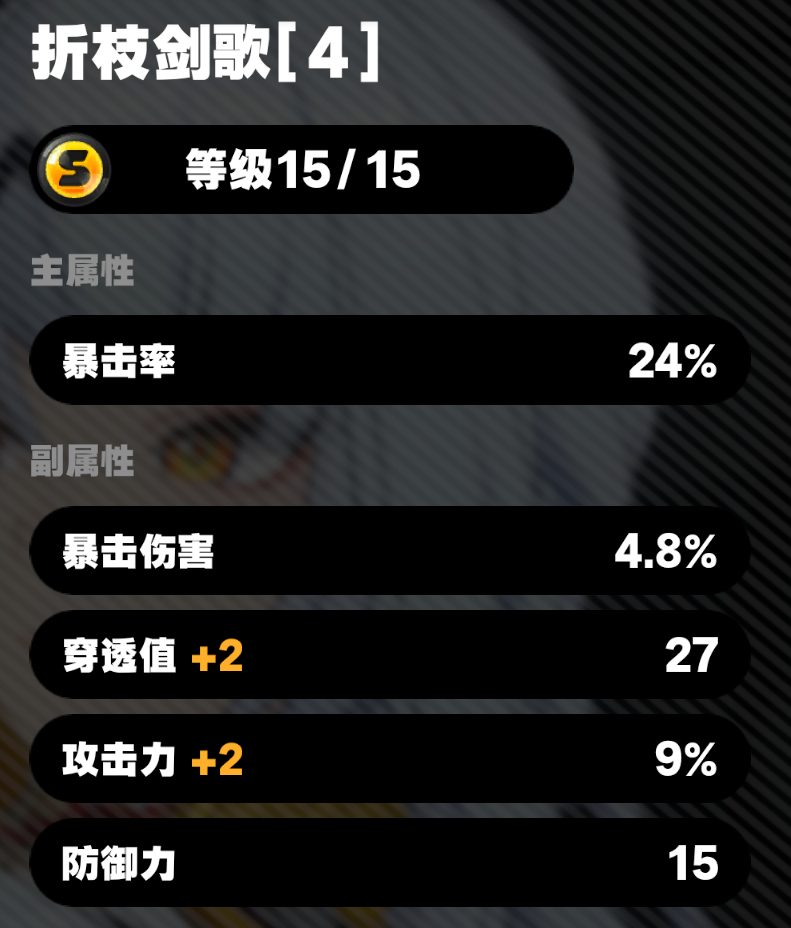 折枝剑歌[4]
S 等级15/15
主属性
暴击率 24%
副属性
暴击伤害 4.8%
穿透值 +2 27
攻击力 +2 9%
防御力 15